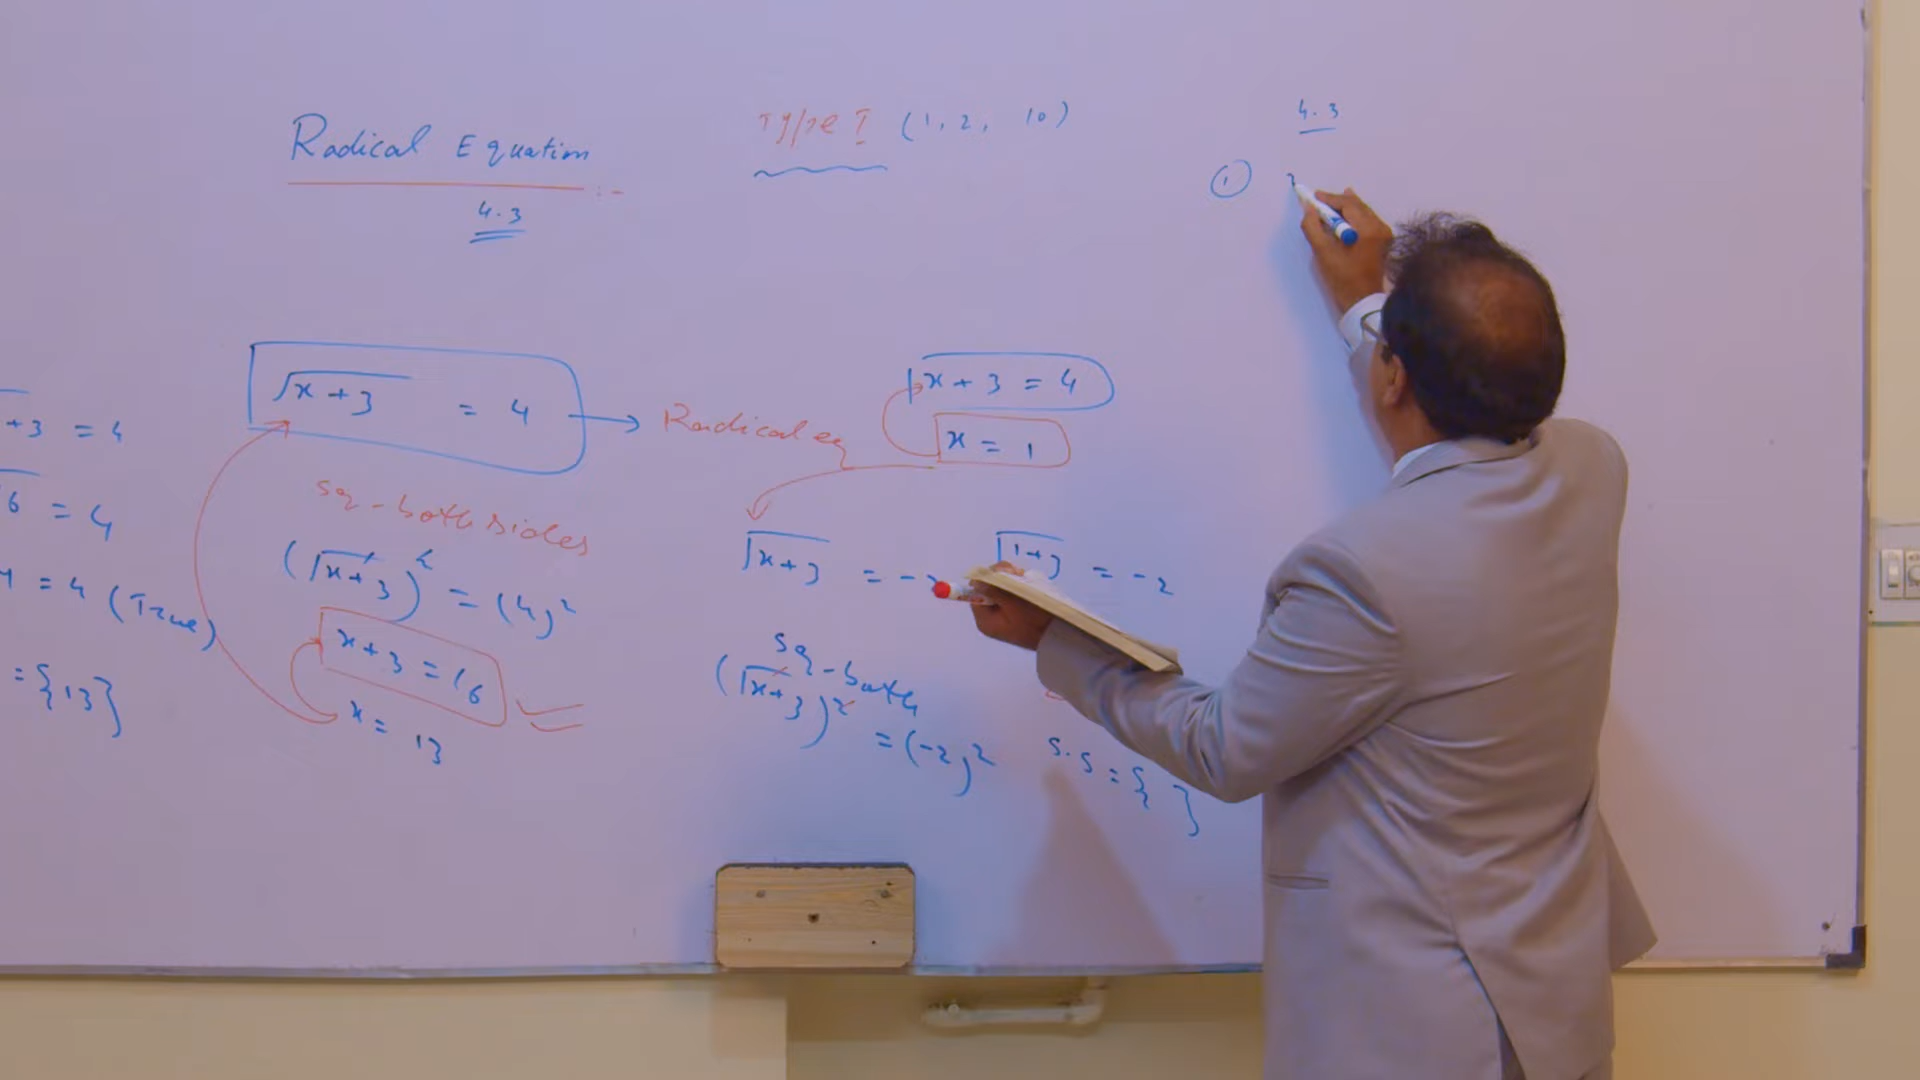 Radical Equation
4.3
Type I (1, 2, 10)
4.3
①
+3 = 4
6 = 4
4 = 4 (True)
= {13}
√x+3 = 4 → Radical eq
sq-both sides
(√x+3)² = (4)²
x+3 = 16
x = 13
x+3 = 4
x = 1
√x+3 = -2
√1+3 = -2
sq-both
(√x+3)² = (-2)²
S.S = { }